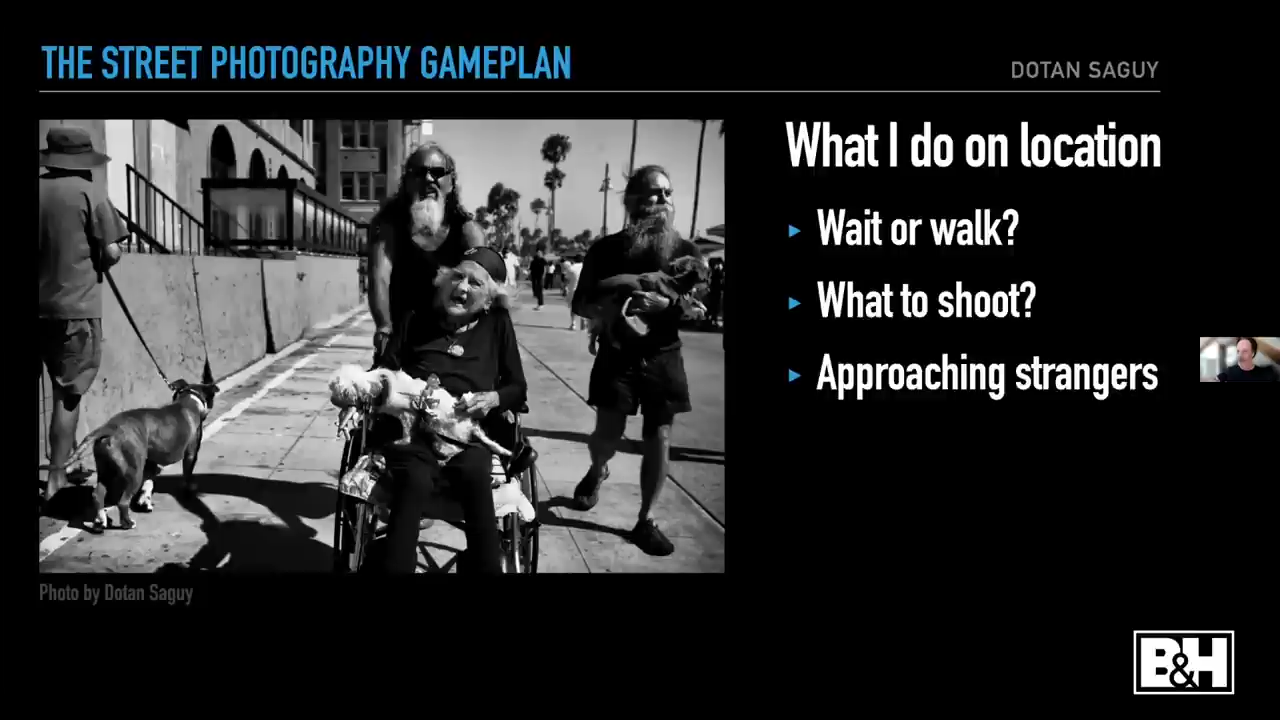 THE STREET PHOTOGRAPHY GAMEPLAN
DOTAN SAGUY
What I do on location
Wait or walk?
What to shoot?
Approaching strangers
Photo by Dotan Saguy
B&H